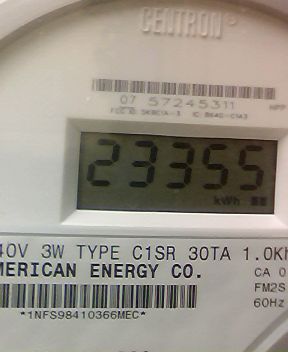 CENTRON
07 57245311
23355
kWh
40V 3W TYPE C1SR 30TA 1.0Kh
MERICAN ENERGY CO.
CA 0
FM2S
60Hz
*1NFS98410366MEC*